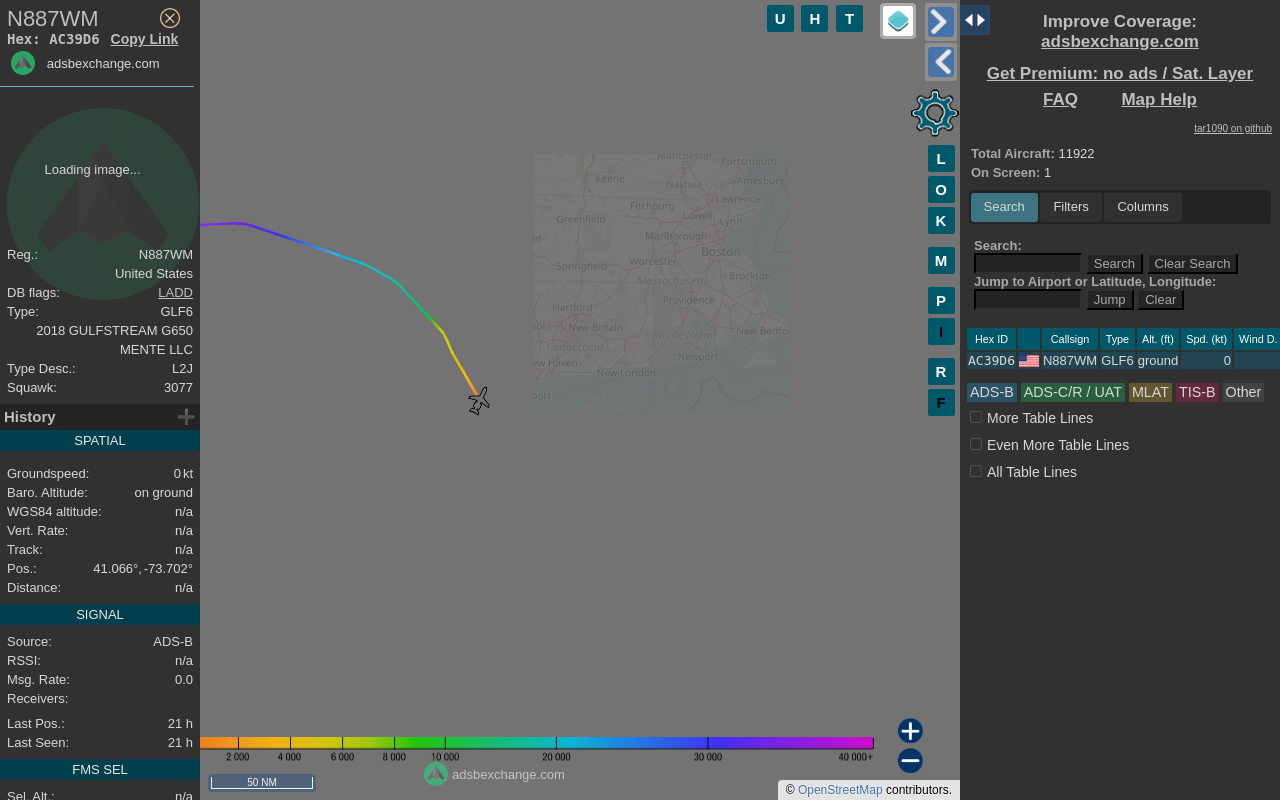 N887WM
Hex: AC39D6 Copy Link
adsbexchange.com
Loading image...
Reg.: N887WM
United States
DB flags: LADD
Type: GLF6
2018 GULFSTREAM G650
MENTE LLC
Type Desc.: L2J
Squawk: 3077
History
SPATIAL
Groundspeed: 0 kt
Baro. Altitude: on ground
WGS84 altitude: n/a
Vert. Rate: n/a
Track: n/a
Pos.: 41.066°, -73.702°
Distance: n/a
SIGNAL
Source: ADS-B
RSSI: n/a
Msg. Rate: 0.0
Receivers:
Last Pos.: 21 h
Last Seen: 21 h
FMS SEL
Sel. Alt.: n/a
U H T
L
O
K
M
P
I
R
F
Manchester
Portsmouth
Keene
Nashua
Amesbury
Fitchburg
Lawrence
Greenfield
Lowell
Lynn
Marlborough
Boston
Springfield
Worcester
Brockton
Massachusetts
Hartford
Providence
New Britain
Rhode Island
New Bedfo
Connecticut
Newport
ew Haven
New London
port
2 000 4 000 6 000 8 000 10 000 20 000 30 000 40 000+
adsbexchange.com
50 NM
© OpenStreetMap contributors.
Improve Coverage:
adsbexchange.com
Get Premium: no ads / Sat. Layer
FAQ Map Help
tar1090 on github
Total Aircraft: 11922
On Screen: 1
Search Filters Columns
Search:
Search Clear Search
Jump to Airport or Latitude, Longitude:
Jump Clear
Hex ID Callsign Type Alt. (ft) Spd. (kt) Wind D.
AC39D6 N887WM GLF6 ground 0
ADS-B ADS-C/R / UAT MLAT TIS-B Other
More Table Lines
Even More Table Lines
All Table Lines